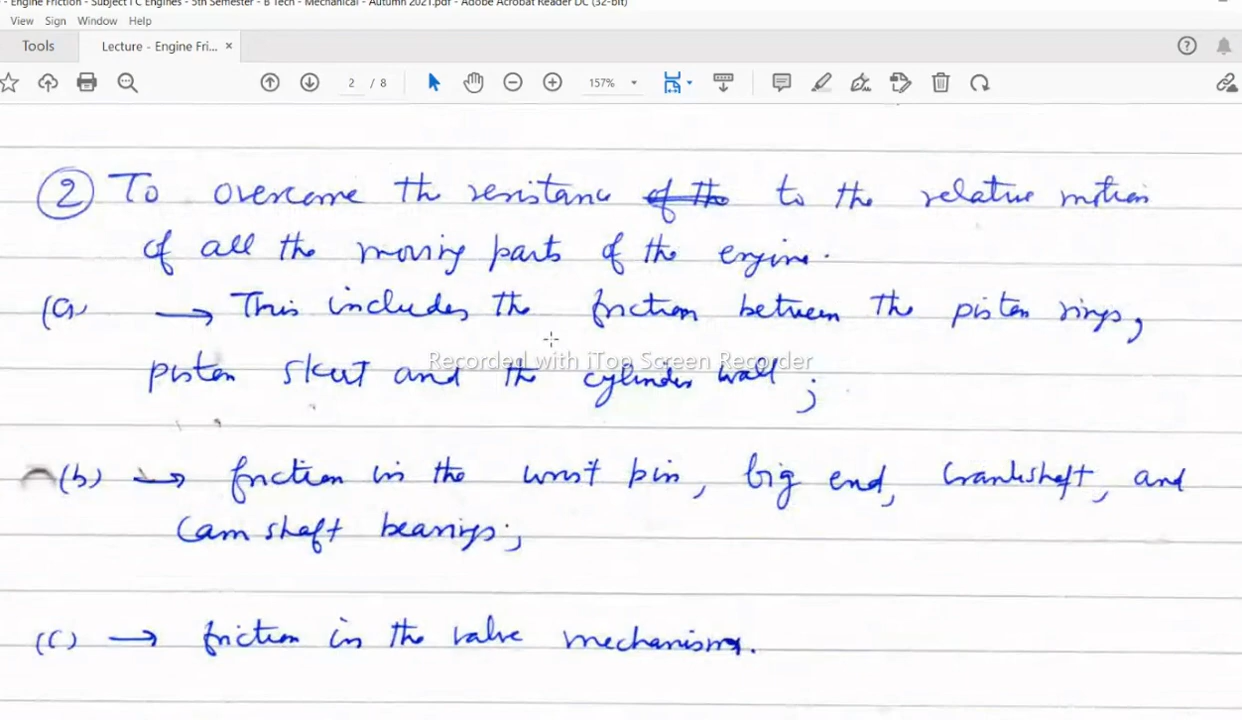 - Engine Friction - Subject I C Engines - 5th Semester - B Tech - Mechanical - Autumn 2021.pdf - Adobe Acrobat Reader DC (32-bit)
View Sign Window Help
Tools Lecture - Engine Fri... ×
2 / 8 157%
② To overcome the resistance of the to the relative motion
of all the moving parts of the engine.
(a) → This includes the friction between the piston rings,
Recorded with iTop Screen Recorder
piston skirt and the cylinder wall;
(b) → friction in the wrist pin, big end, Crankshaft, and
Cam shaft bearings;
(c) → friction in the valve mechanism.